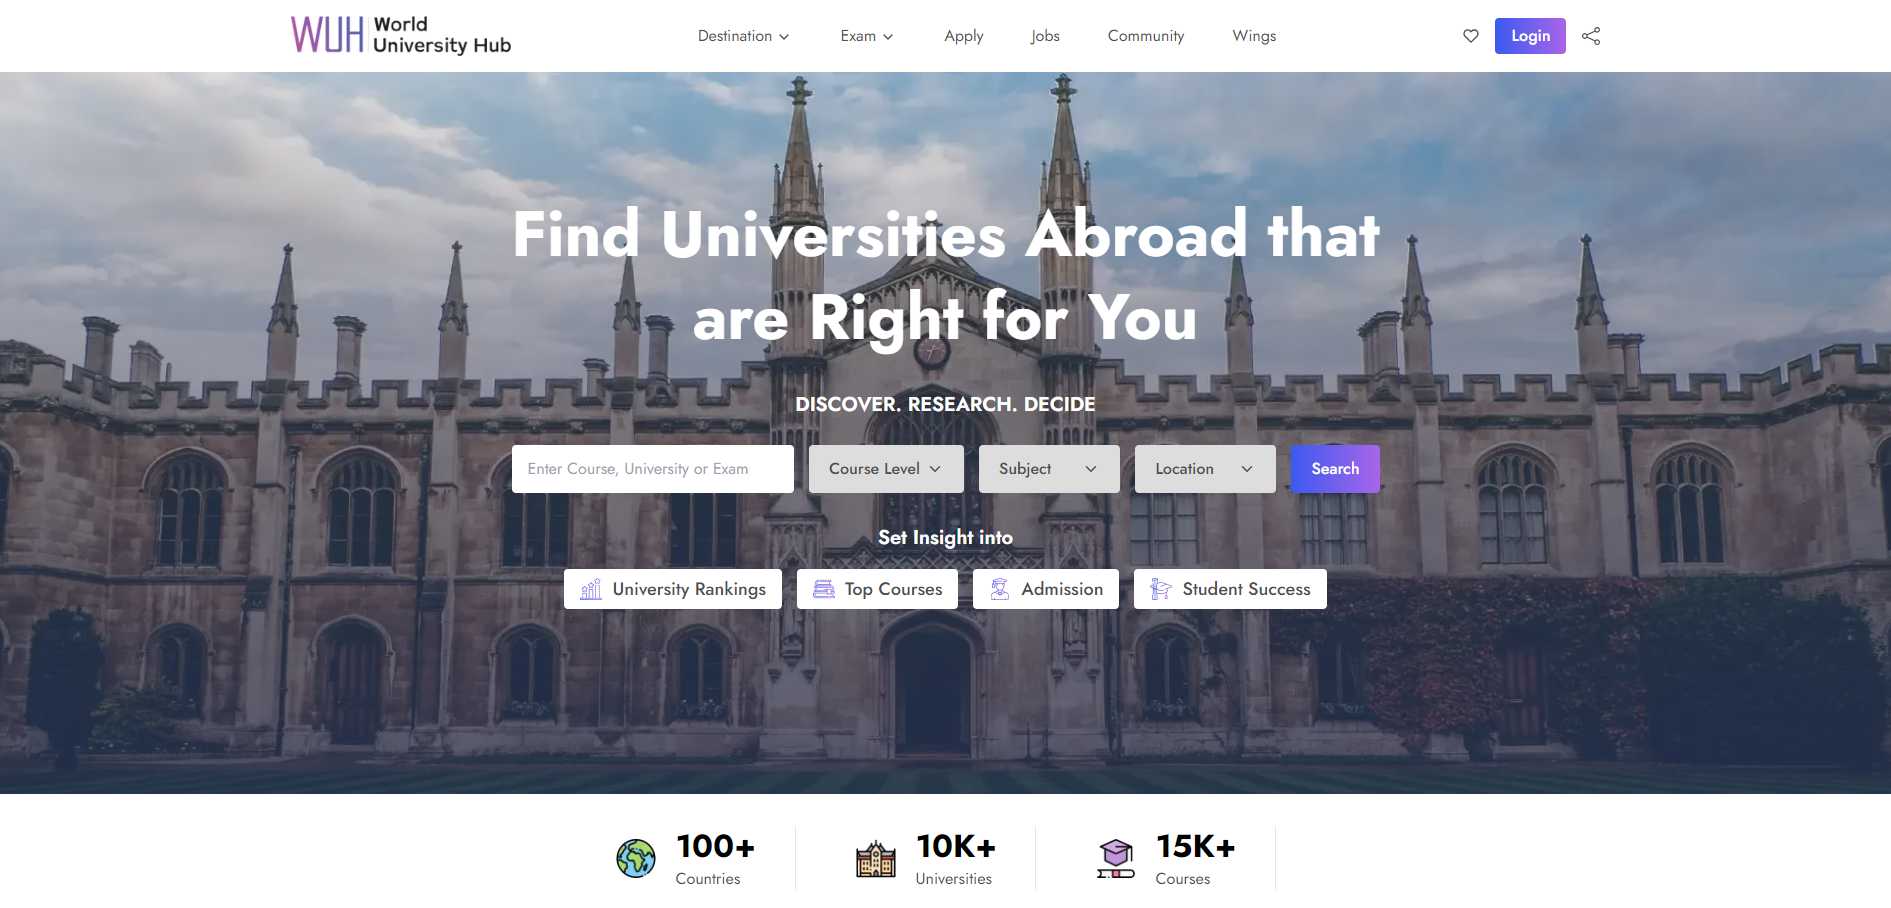 WUH World
University Hub
Destination
Exam
Apply
Jobs
Community
Wings
Login
Find Universities Abroad that
are Right for You
DISCOVER. RESEARCH. DECIDE
Enter Course, University or Exam
Course Level
Subject
Location
Search
Set Insight into
University Rankings
Top Courses
Admission
Student Success
100+
Countries
10K+
Universities
15K+
Courses